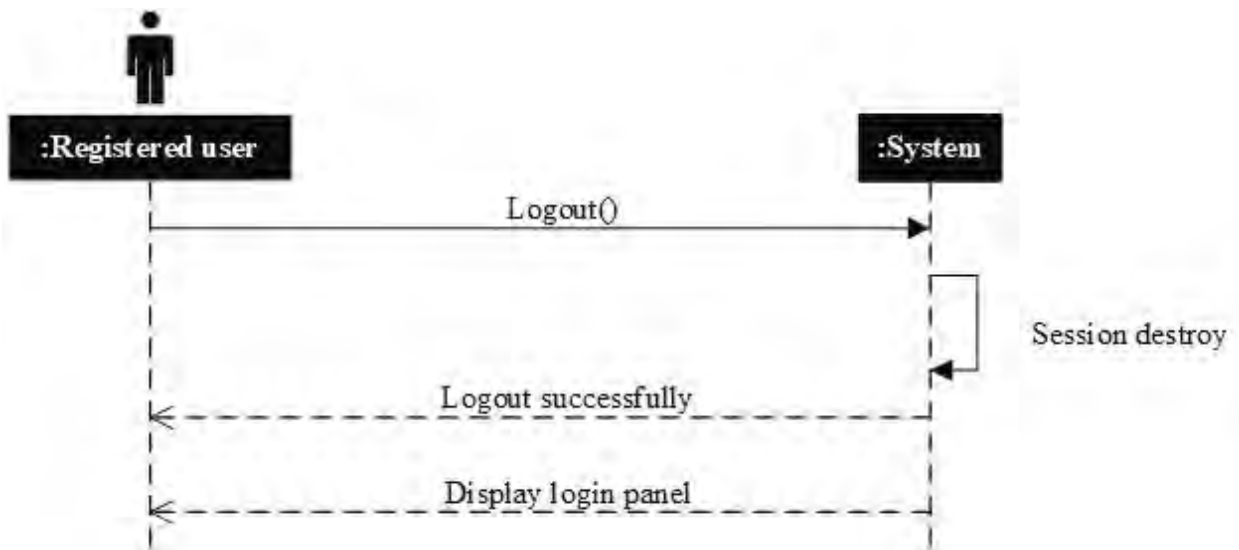 :Registered user
:System
Logout()
Session destroy
Logout successfully
Display login panel